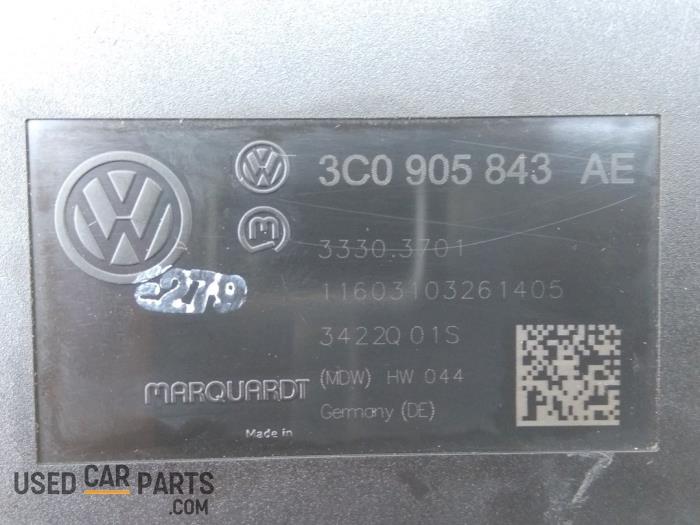 3C0 905 843 AE
3330.3701
11603103261405
279
3422Q 01S
MARQUARDT
(MDW) HW 044
Germany (DE)
Made in
USED CAR PARTS.COM